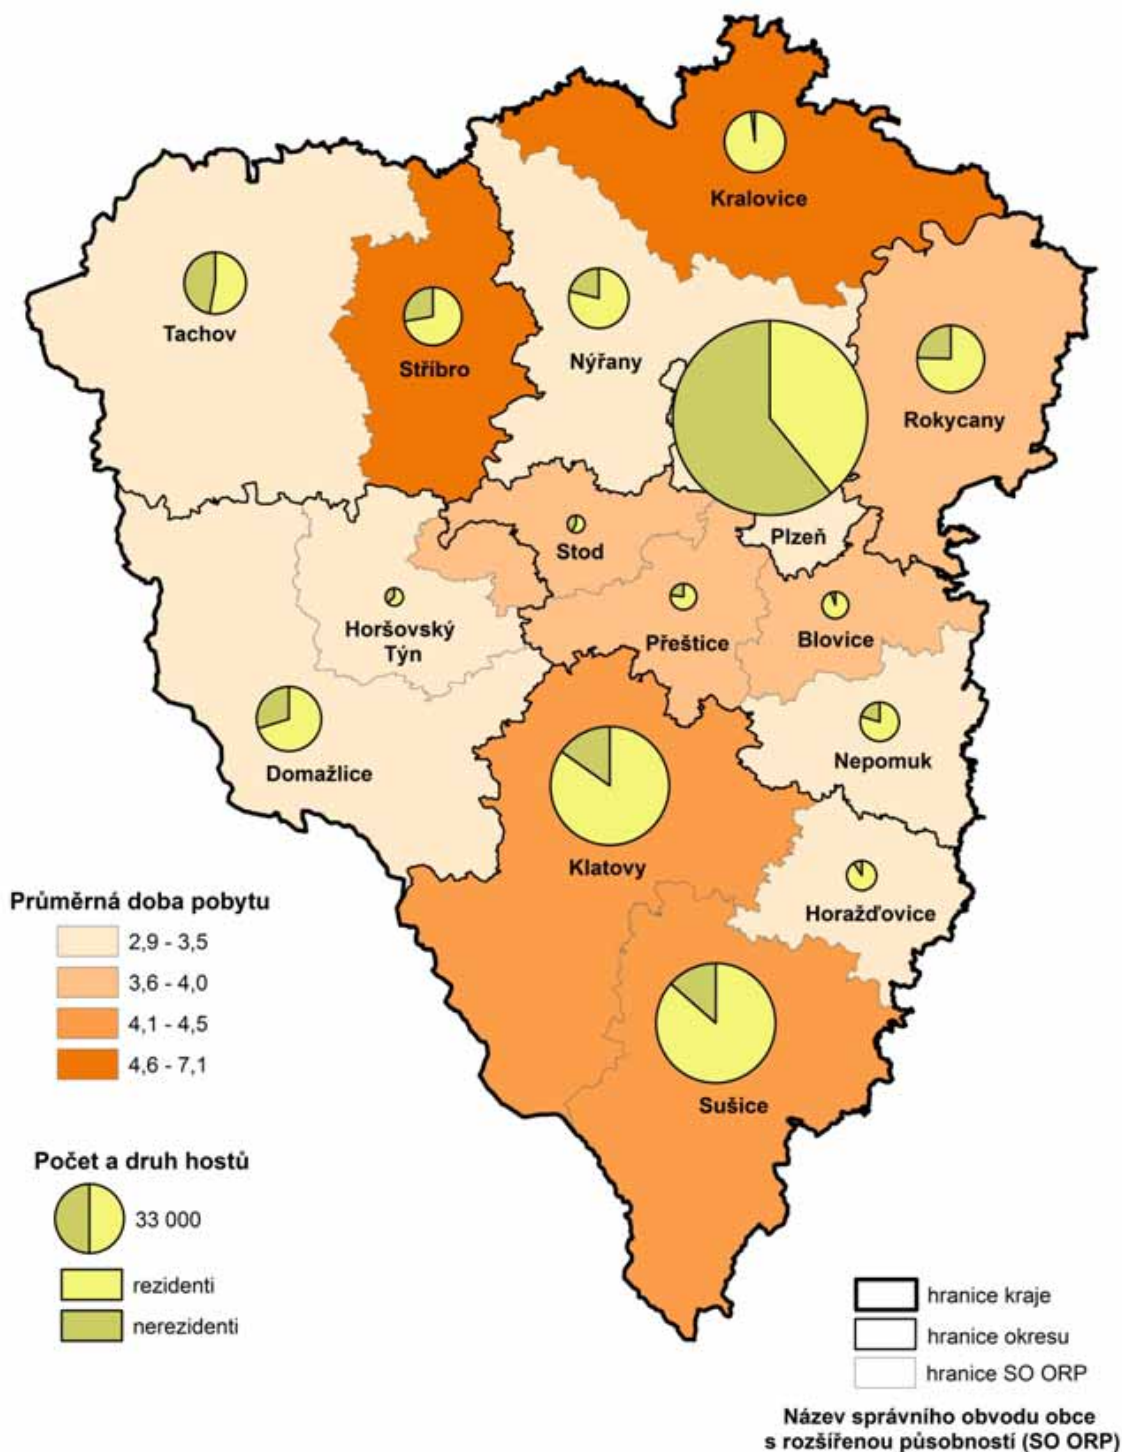 Kralovice
Tachov
Stříbro
Nýřany
Rokycany
Plzeň
Stod
Horšovský
Týn
Přeštice
Blovice
Domažlice
Nepomuk
Klatovy
Horažďovice
Sušice
Průměrná doba pobytu
2,9 - 3,5
3,6 - 4,0
4,1 - 4,5
4,6 - 7,1
Počet a druh hostů
33 000
rezidenti
nerezidenti
hranice kraje
hranice okresu
hranice SO ORP
Název správního obvodu obce
s rozšířenou působností (SO ORP)